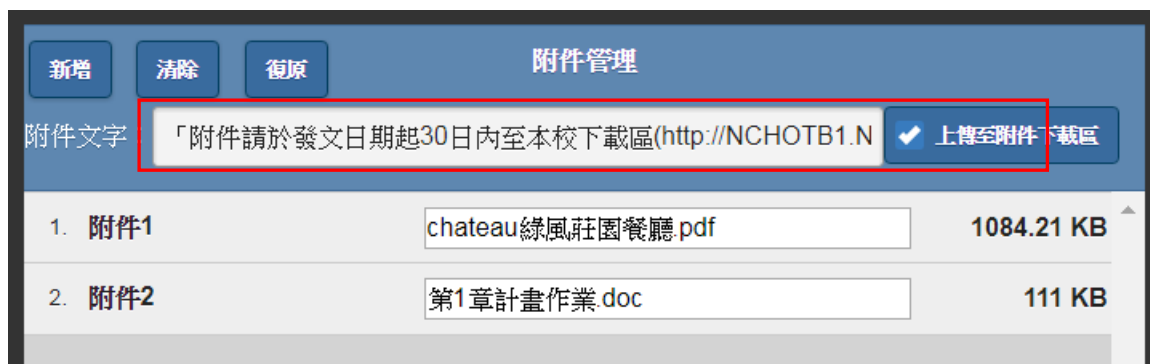 新增 清除 復原 附件管理
附件文字： 「附件請於發文日期起30日內至本校下載區(http://NCHOTB1.N 上傳至附件下載區
1. 附件1 chateau綠風莊園餐廳.pdf 1084.21 KB
2. 附件2 第1章計畫作業.doc 111 KB